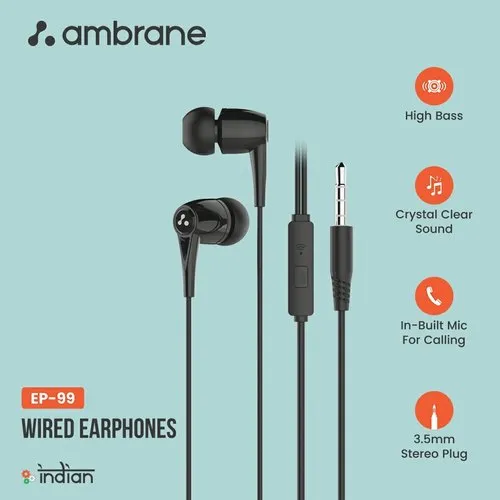 ambrane
High Bass
Crystal Clear
Sound
In-Built Mic
For Calling
3.5mm
Stereo Plug
EP-99
WIRED EARPHONES
indian